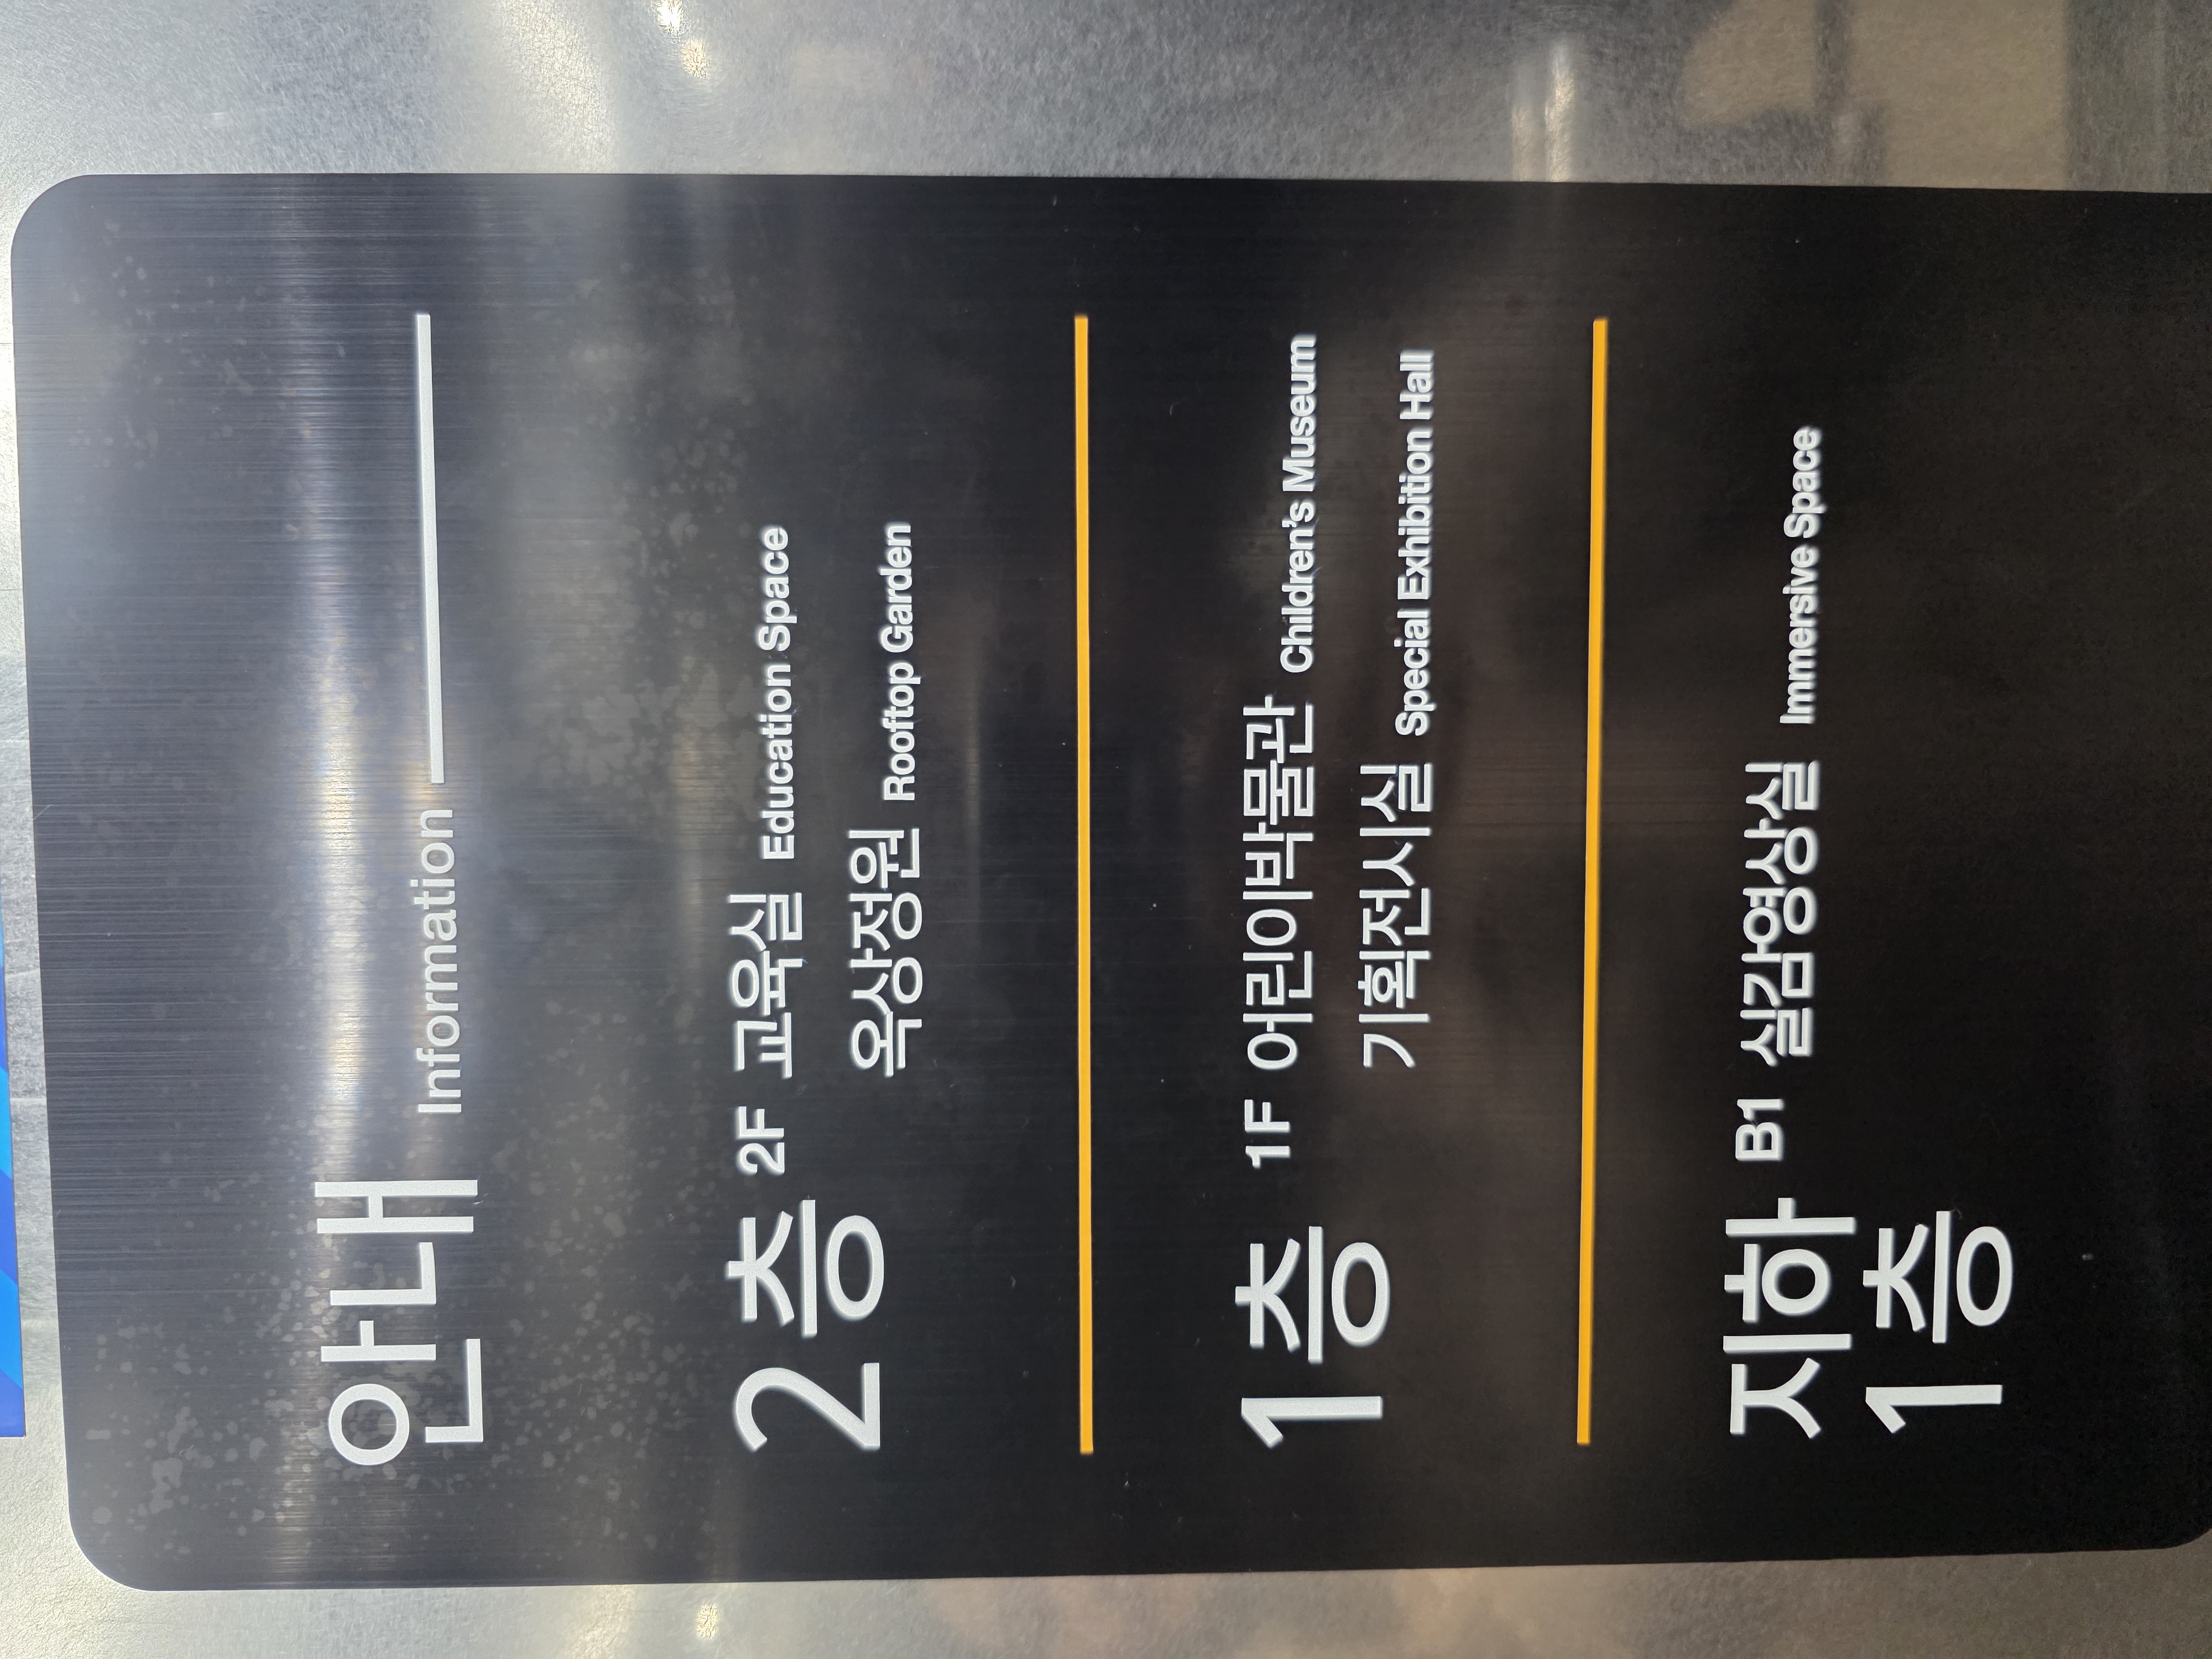 안내 Information
2층 2F 교육실 Education Space
옥상정원 Rooftop Garden
1층 1F 어린이박물관 Children's Museum
기획전시실 Special Exhibition Hall
지하 B1 실감영상실 Immersive Space
1층